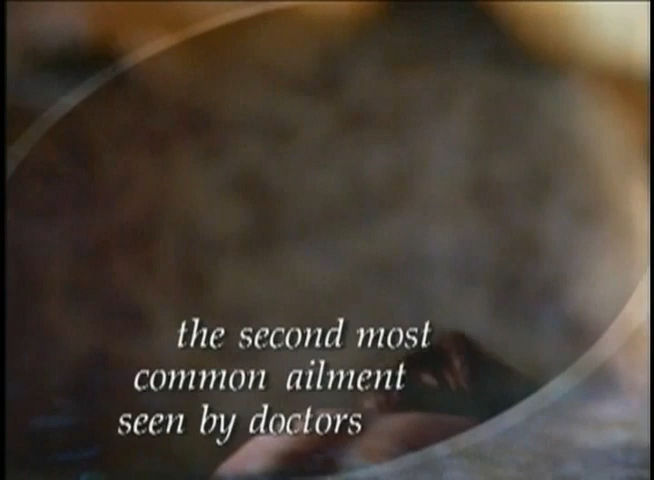 the second most
common ailment
seen by doctors